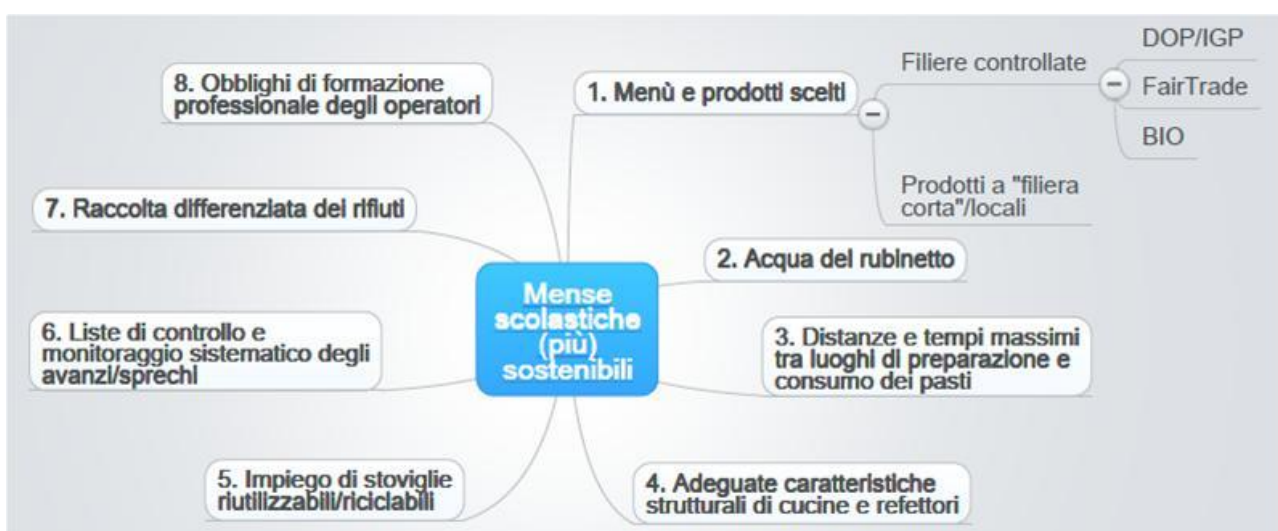 Mense
scolastiche
(più)
sostenibili
1. Menù e prodotti scelti
Filiere controllate
DOP/IGP
FairTrade
BIO
Prodotti a "filiera
corta"/locali
2. Acqua del rubinetto
3. Distanze e tempi massimi
tra luoghi di preparazione e
consumo dei pasti
4. Adeguate caratteristiche
strutturali di cucine e refettori
5. Impiego di stoviglie
riutilizzabili/riciclabili
6. Liste di controllo e
monitoraggio sistematico degli
avanzi/sprechi
7. Raccolta differenziata dei rifiuti
8. Obblighi di formazione
professionale degli operatori